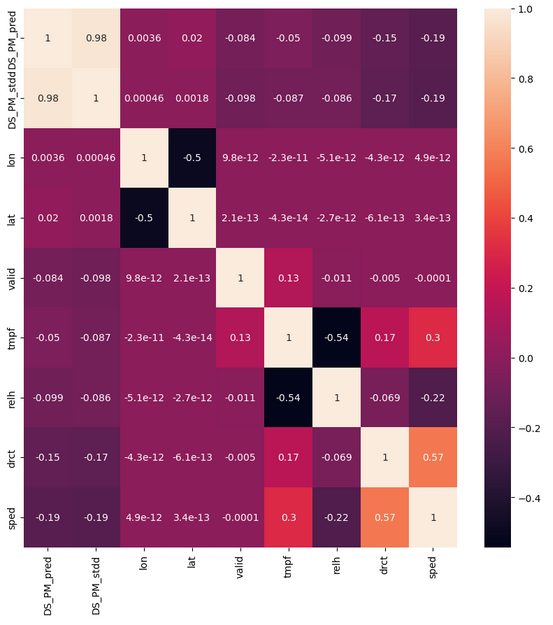 DS_PM_pred 1 0.98 0.0036 0.02 -0.084 -0.05 -0.099 -0.15 -0.19
DS_PM_stdd 0.98 1 0.00046 0.0018 -0.098 -0.087 -0.086 -0.17 -0.19
lon 0.0036 0.00046 1 -0.5 9.8e-12 -2.3e-11 -5.1e-12 -4.3e-12 4.9e-12
lat 0.02 0.0018 -0.5 1 2.1e-13 -4.3e-14 -2.7e-12 -6.1e-13 3.4e-13
valid -0.084 -0.098 9.8e-12 2.1e-13 1 0.13 -0.011 -0.005 -0.0001
tmpf -0.05 -0.087 -2.3e-11 -4.3e-14 0.13 1 -0.54 0.17 0.3
relh -0.099 -0.086 -5.1e-12 -2.7e-12 -0.011 -0.54 1 -0.069 -0.22
drct -0.15 -0.17 -4.3e-12 -6.1e-13 -0.005 0.17 -0.069 1 0.57
sped -0.19 -0.19 4.9e-12 3.4e-13 -0.0001 0.3 -0.22 0.57 1
DS_PM_pred DS_PM_stdd lon lat valid tmpf relh drct sped
1.0
0.8
0.6
0.4
0.2
0.0
−0.2
−0.4